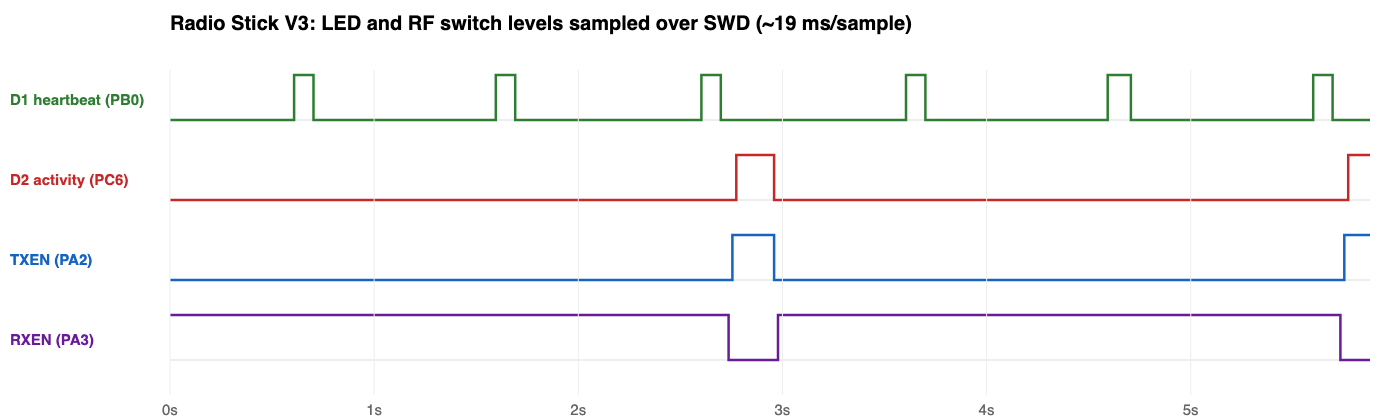 Radio Stick V3: LED and RF switch levels sampled over SWD (~19 ms/sample)
D1 heartbeat (PB0)
D2 activity (PC6)
TXEN (PA2)
RXEN (PA3)
0s 1s 2s 3s 4s 5s